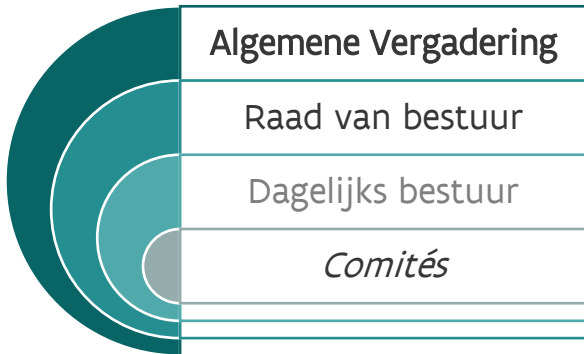 Algemene Vergadering
Raad van bestuur
Dagelijks bestuur
Comités